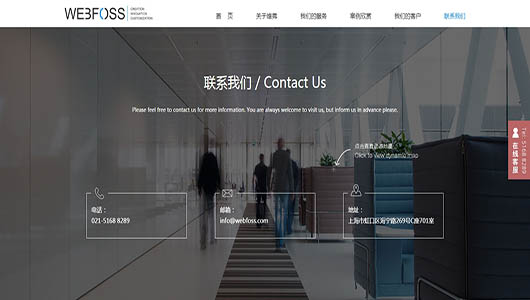 WEBFOSS
CREATION
INNOVATION
CUSTOMIZATION
首 页
关于维弗
我们的服务
案例欣赏
我们的客户
联系我们
联系我们 / Contact Us
Please feel free to contact us for more information. You are always welcome to visit us, but inform us in advance please.
点击查看动态地图
Click to view dynamic map
电话:
021-5168 8289
邮箱:
info@webfoss.com
地址:
上海市虹口区海宁路269号C座701室
Tel: 5168 8289
在线客服